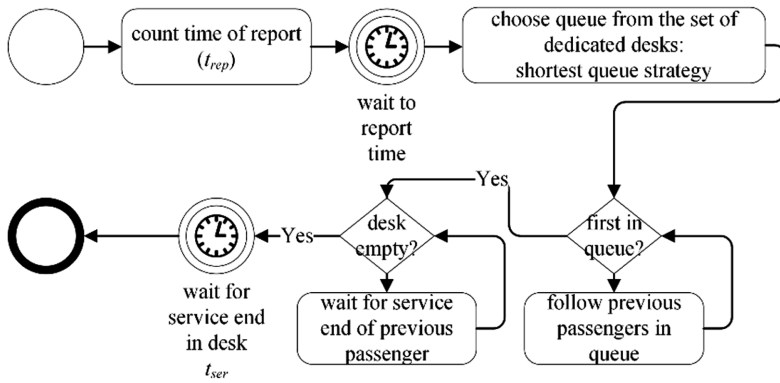 count time of report
(t_rep)
wait to
report
time
choose queue from the set of
dedicated desks:
shortest queue strategy
first in
queue?
follow previous
passengers in
queue
Yes
desk
empty?
wait for service
end of previous
passenger
Yes
wait for
service end
in desk
t_ser